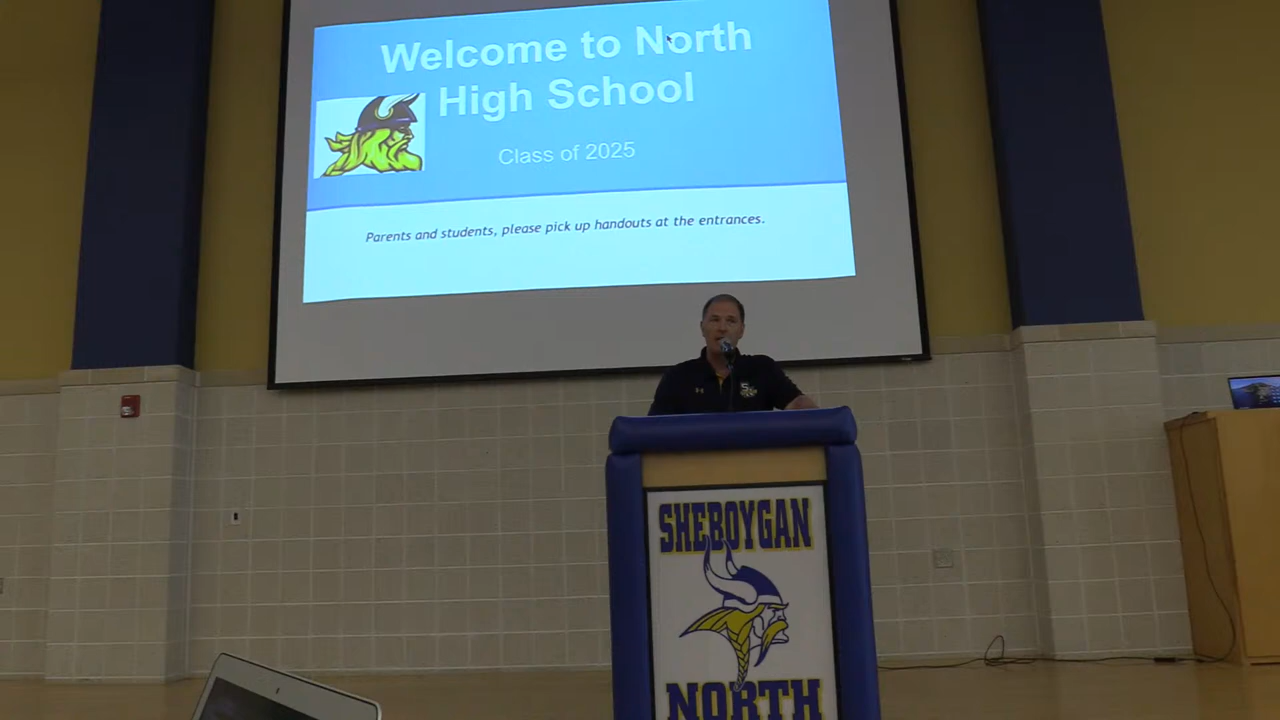 Welcome to North
High School
Class of 2025
Parents and students, please pick up handouts at the entrances.
SHEBOYGAN
NORTH